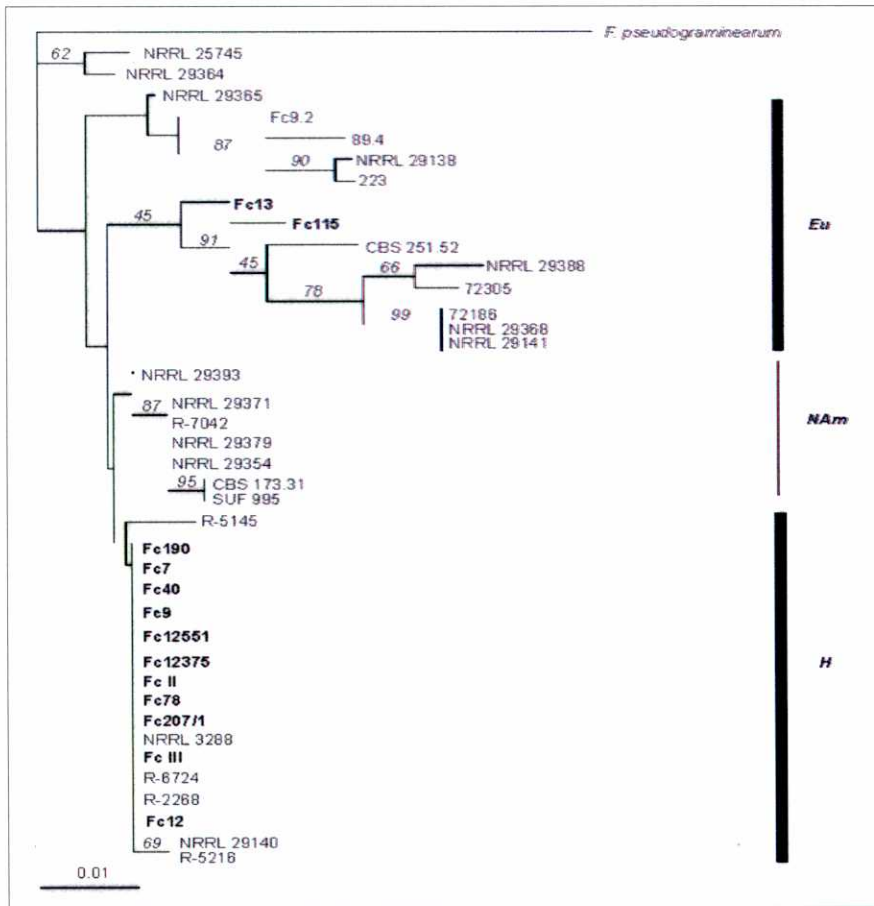 F. pseudograminearum
62
NRRL 25745
NRRL 29364
NRRL 29365
Fc9.2
87
89.4
90
NRRL 29138
223
Fc13
45
Fc115
Eu
91
CBS 251.52
45
66
NRRL 29388
78
72305
99
72186
NRRL 29368
NRRL 29141
NRRL 29393
87
NRRL 29371
R-7042
NAm
NRRL 29379
NRRL 29354
95
CBS 173.31
SUF 995
R-5145
Fc190
Fc7
Fc40
Fc9
Fc12551
Fc12375
H
Fc II
Fc78
Fc207/1
NRRL 3288
Fc III
R-6724
R-2268
Fc12
69
NRRL 29140
R-5216
0.01